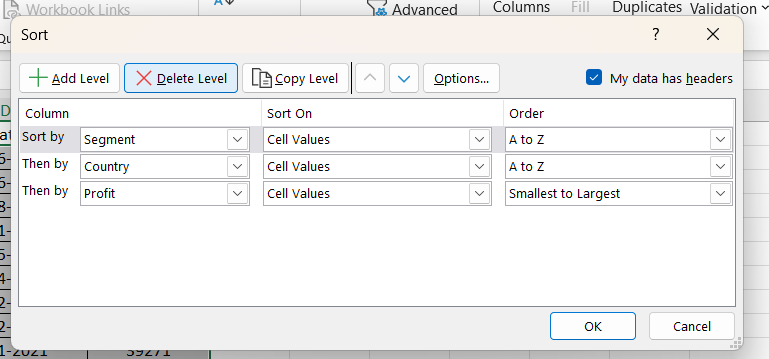 Workbook Links
Advanced
Columns
Fill
Duplicates
Validation
Sort
?
Add Level
Delete Level
Copy Level
Options...
My data has headers
Column
Sort On
Order
Sort by
Segment
Cell Values
A to Z
Then by
Country
Cell Values
A to Z
Then by
Profit
Cell Values
Smallest to Largest
OK
Cancel
39271